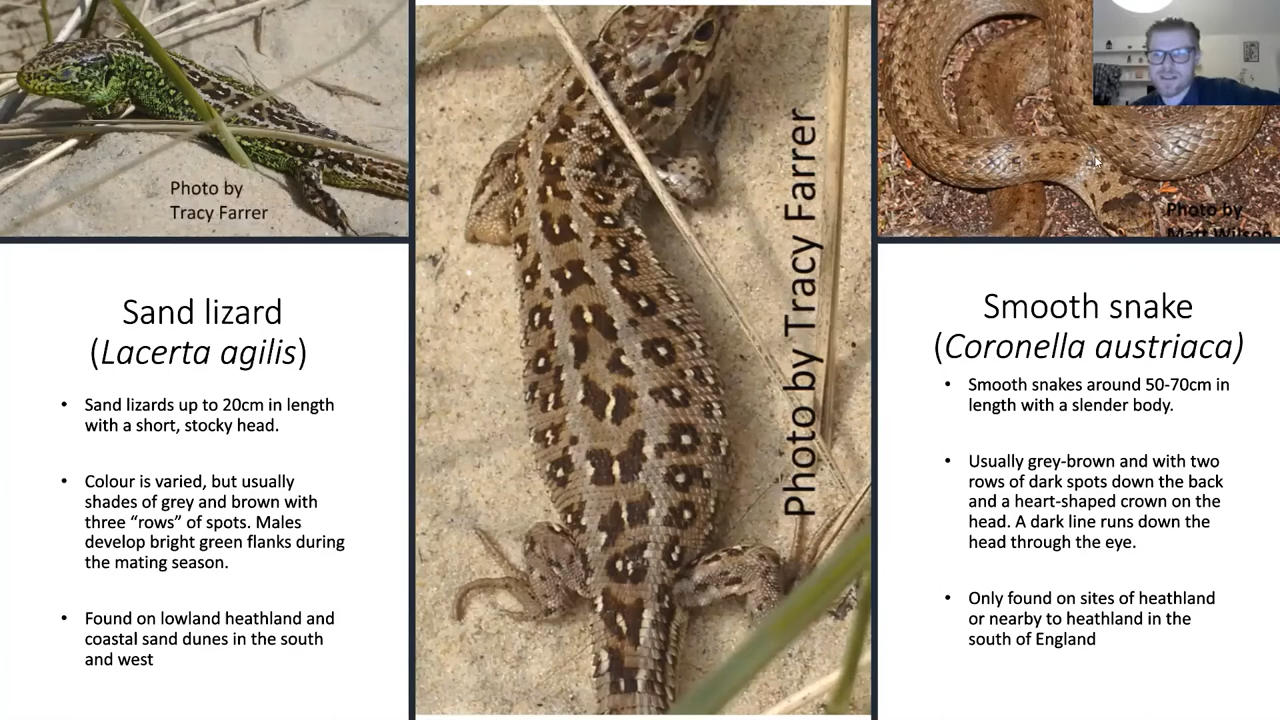 Photo by
Tracy Farrer
Sand lizard
(Lacerta agilis)
• Sand lizards up to 20cm in length
with a short, stocky head.
• Colour is varied, but usually
shades of grey and brown with
three “rows” of spots. Males
develop bright green flanks during
the mating season.
• Found on lowland heathland and
coastal sand dunes in the south
and west
Photo by Tracy Farrer
Photo by
Matt Wilson
Smooth snake
(Coronella austriaca)
• Smooth snakes around 50-70cm in
length with a slender body.
• Usually grey-brown and with two
rows of dark spots down the back
and a heart-shaped crown on the
head. A dark line runs down the
head through the eye.
• Only found on sites of heathland
or nearby to heathland in the
south of England